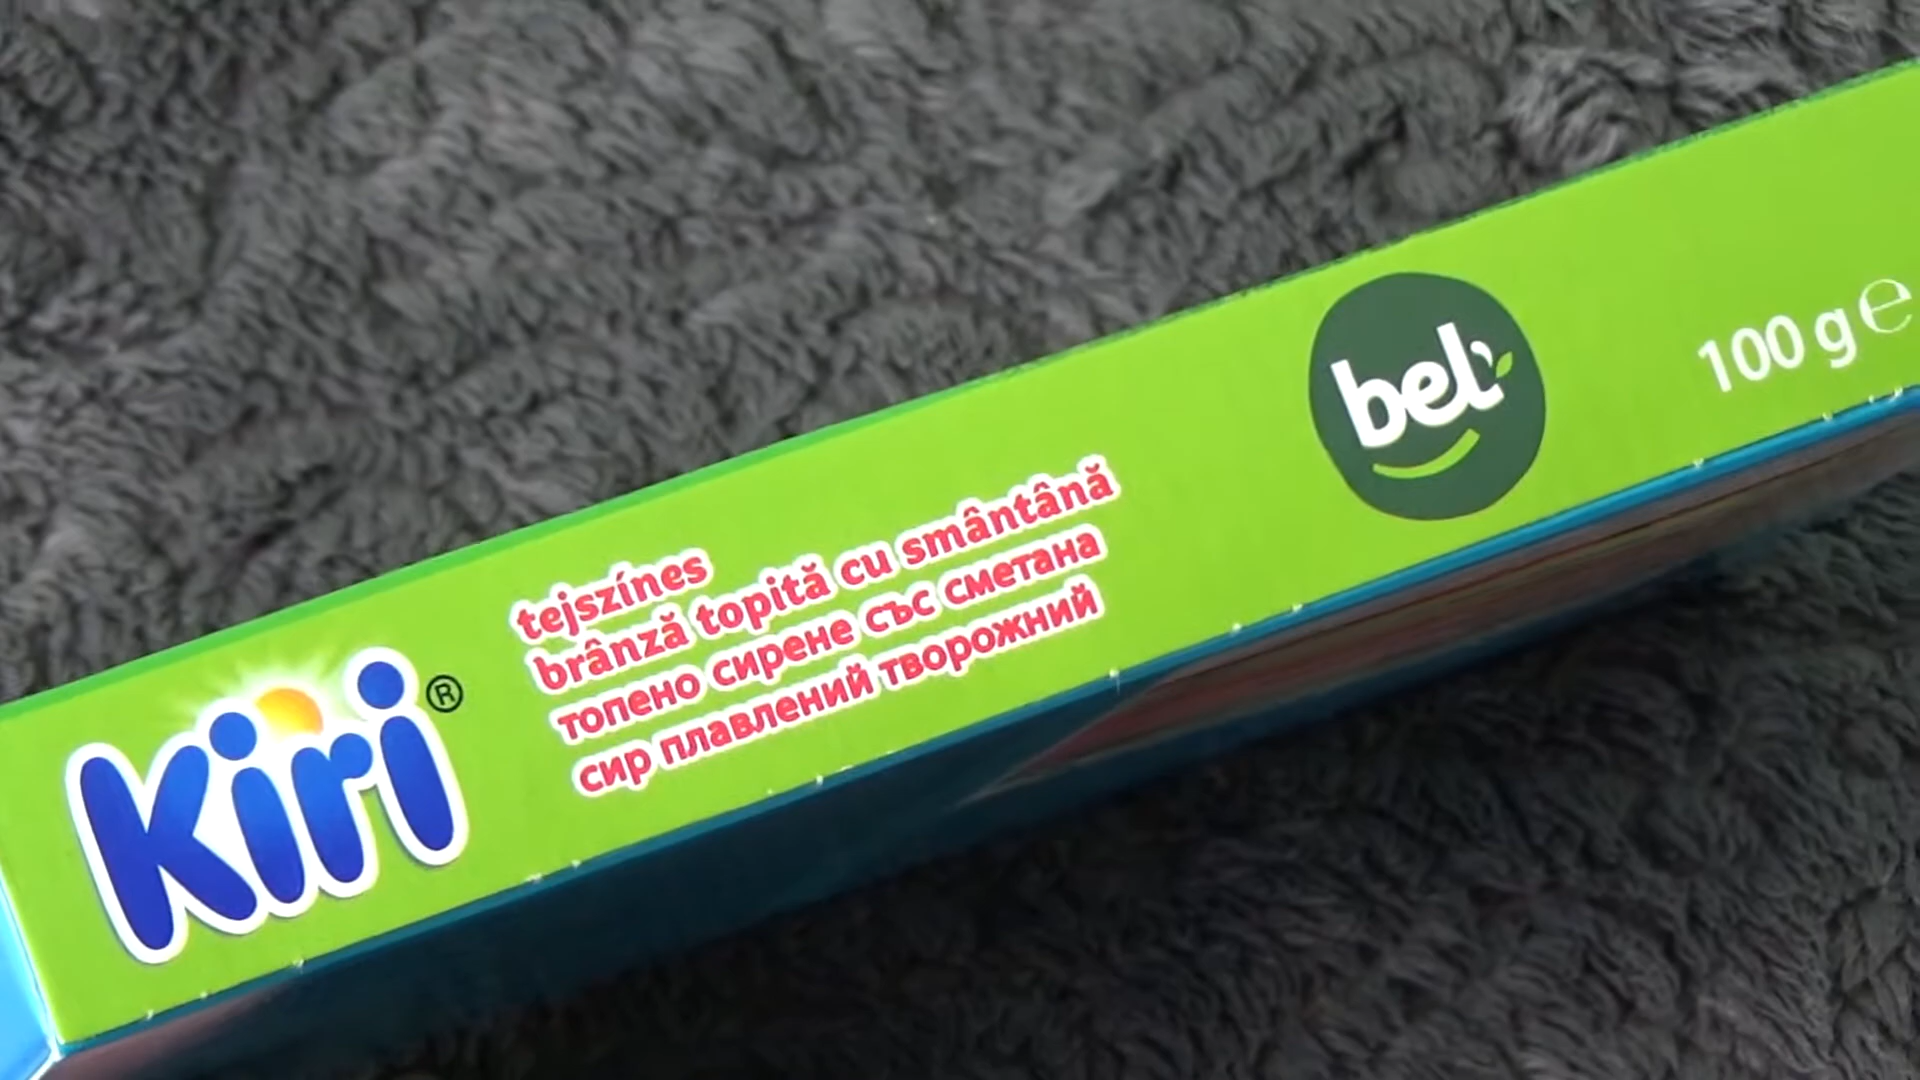 Kiri®
tejszínes
brânză topită cu smântână
топено сирене със сметана
сир плавлений творожний
bel
100 g ℮